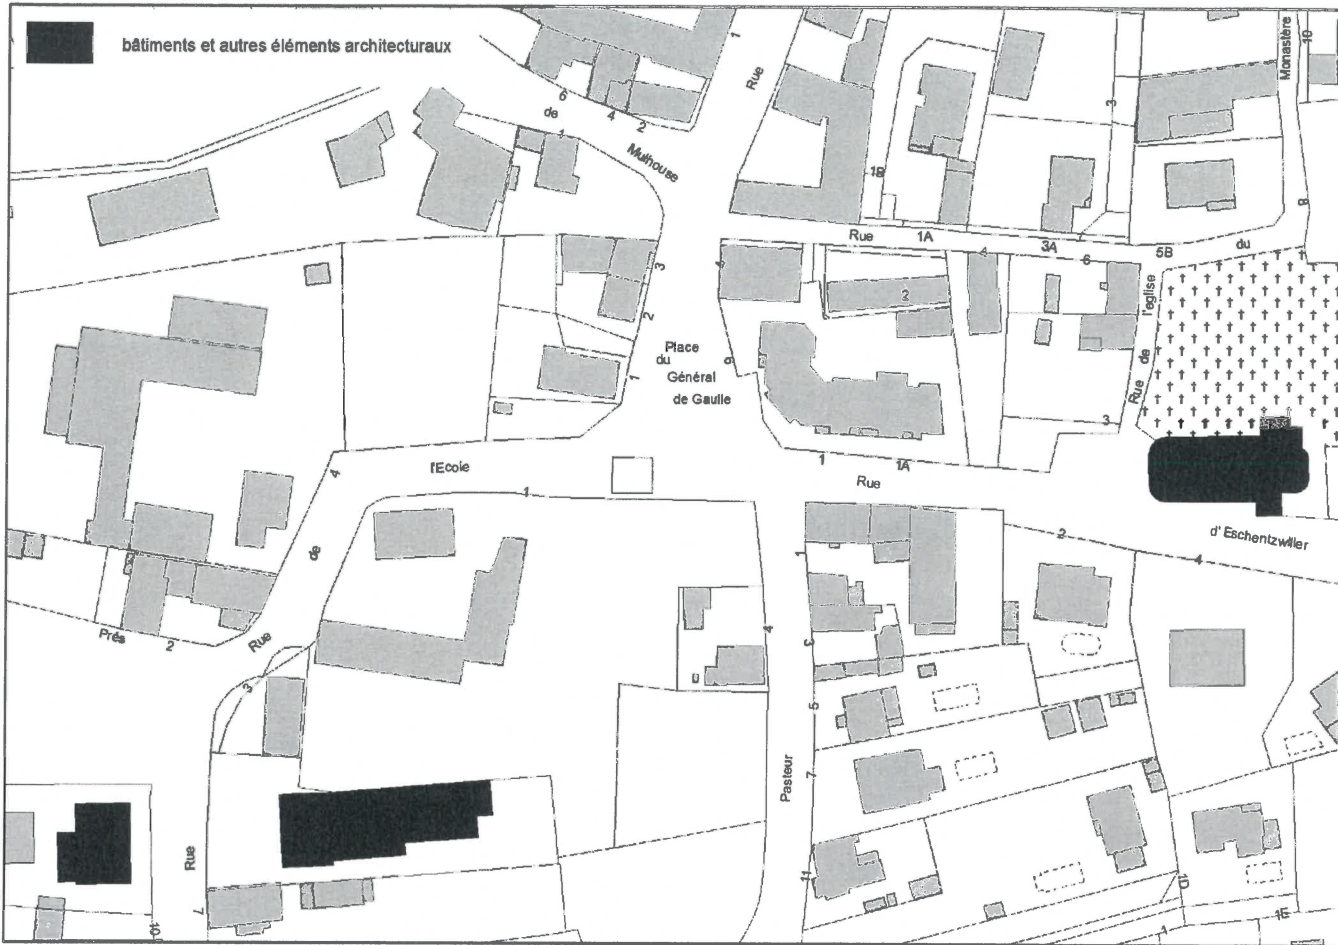 bâtiments et autres éléments architecturaux
1
Rue
Monastère
10
3
6
de
4
2
1
Mulhouse
1B
8
Rue
1A
3A
5B
du
4
6
3
4
2
2
l'eglise
Place
du
Général
de Gaulle
1
9
de
Rue
3
4
l'Ecole
1
1
1A
Rue
2
d' Eschentzwiller
4
1
de
4
3
Prés
2
Rue
3
5
7
Pasteur
Rue
11
7
10
1D
1E
1